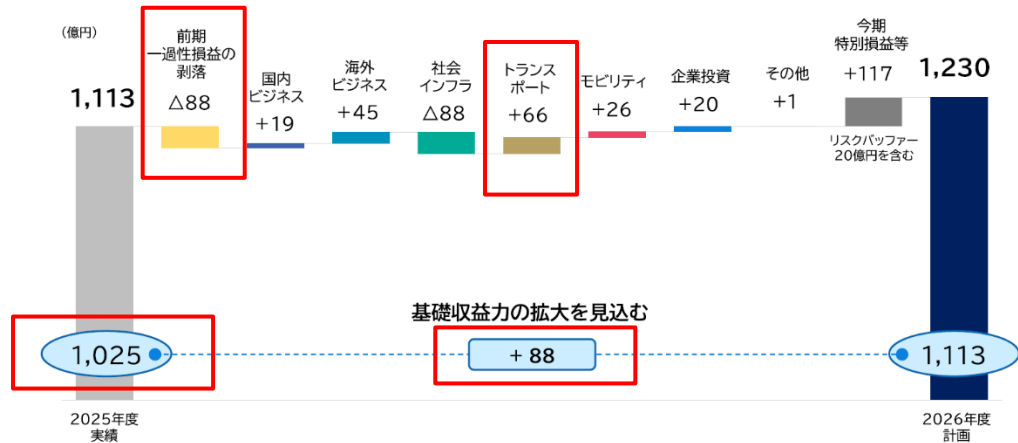 (億円)
1,113
前期
一過性損益の
剥落
△88
国内
ビジネス
+19
海外
ビジネス
+45
社会
インフラ
△88
トランス
ポート
+66
モビリティ
+26
企業投資
+20
その他
+1
今期
特別損益等
+117
リスクバッファー
20億円を含む
1,230
基礎収益力の拡大を見込む
1,025
+ 88
1,113
2025年度
実績
2026年度
計画